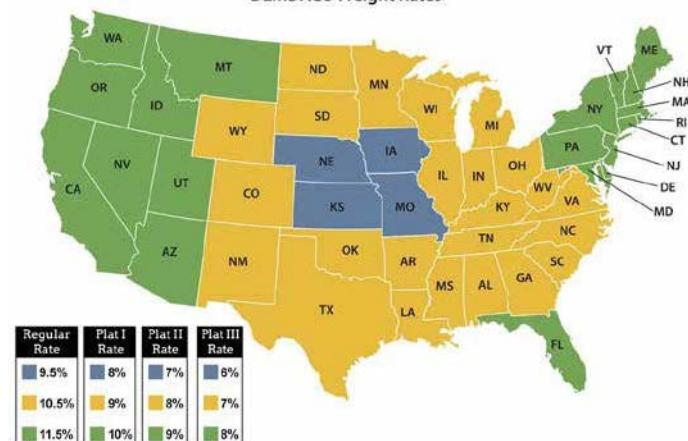 WA
MT
ND
MN
VT
ME
NH
OR
ID
SD
WI
MI
NY
MA
RI
CT
WY
NE
IA
PA
NJ
NV
UT
CO
IL
IN
OH
WV
DE
MD
CA
KS
MO
KY
VA
AZ
NM
OK
AR
TN
NC
SC
TX
LA
MS
AL
GA
FL
Regular Rate
Plat I Rate
Plat II Rate
Plat III Rate
9.5% 8% 7% 6%
10.5% 9% 8% 7%
11.5% 10% 9% 8%